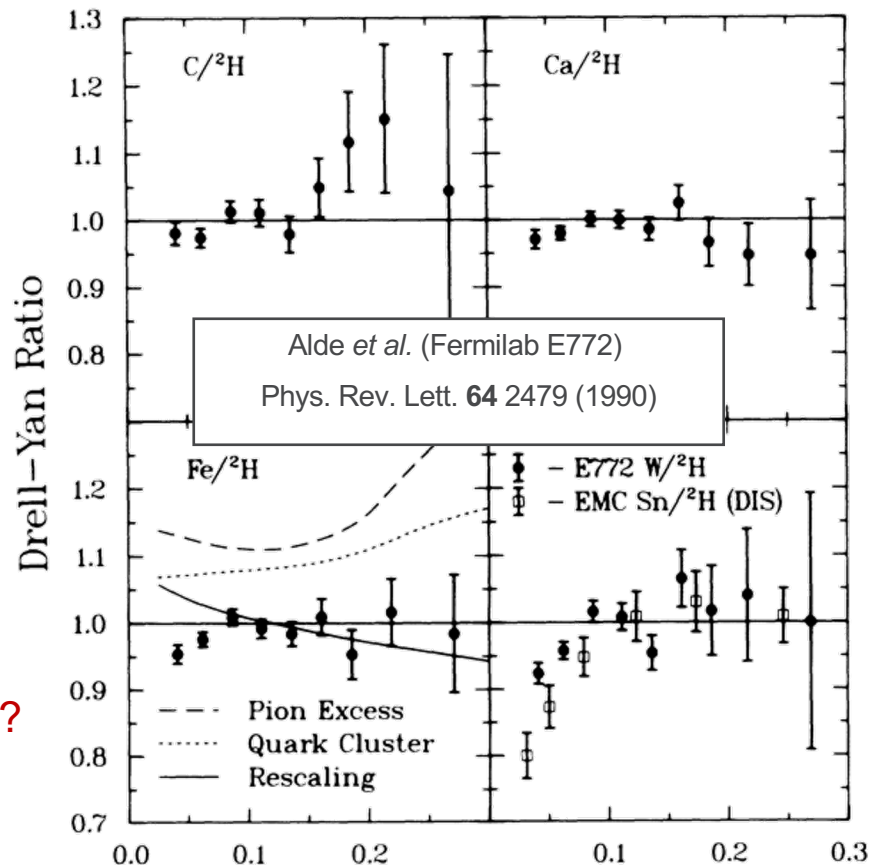 Drell-Yan Ratio
1.3
1.2
1.1
1.0
0.9
0.8
C/²H
Ca/²H
Alde et al. (Fermilab E772)
Phys. Rev. Lett. 64 2479 (1990)
1.2
1.1
1.0
0.9
0.8
0.7
Fe/²H
Pion Excess
Quark Cluster
Rescaling
– E772 W/²H
– EMC Sn/²H (DIS)
?
0.0 0.1 0.2 0.1 0.2 0.3